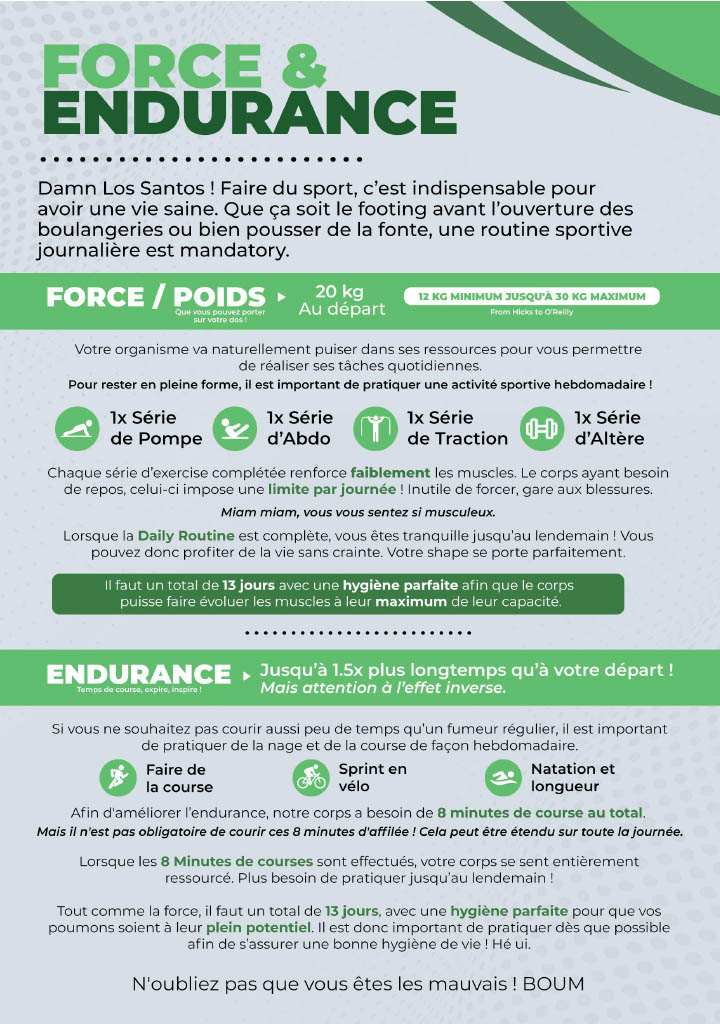 FORCE &
ENDURANCE
Damn Los Santos ! Faire du sport, c’est indispensable pour
avoir une vie saine. Que ça soit le footing avant l’ouverture des
boulangeries ou bien pousser de la fonte, une routine sportive
journalière est mandatory.
FORCE / POIDS
Que vous pouvez porter
sur votre dos !
20 kg
Au départ
12 KG MINIMUM JUSQU'À 30 KG MAXIMUM
From Hicks to O'Reilly
Votre organisme va naturellement puiser dans ses ressources pour vous permettre
de réaliser ses tâches quotidiennes.
Pour rester en pleine forme, il est important de pratiquer une activité sportive hebdomadaire !
1x Série
de Pompe
1x Série
d’Abdo
1x Série
de Traction
1x Série
d’Altère
Chaque série d’exercise complétée renforce faiblement les muscles. Le corps ayant besoin
de repos, celui-ci impose une limite par journée ! Inutile de forcer, gare aux blessures.
Miam miam, vous vous sentez si musculeux.
Lorsque la Daily Routine est complète, vous êtes tranquille jusqu’au lendemain ! Vous
pouvez donc profiter de la vie sans crainte. Votre shape se porte parfaitement.
Il faut un total de 13 jours avec une hygiène parfaite afin que le corps
puisse faire évoluer les muscles à leur maximum de leur capacité.
ENDURANCE
Temps de course, expire, inspire !
Jusqu’à 1.5x plus longtemps qu’à votre départ !
Mais attention à l’effet inverse.
Si vous ne souhaitez pas courir aussi peu de temps qu’un fumeur régulier, il est important
de pratiquer de la nage et de la course de façon hebdomadaire.
Faire de
la course
Sprint en
vélo
Natation et
longueur
Afin d'améliorer l’endurance, notre corps a besoin de 8 minutes de course au total.
Mais il n'est pas obligatoire de courir ces 8 minutes d'affilée ! Cela peut être étendu sur toute la journée.
Lorsque les 8 Minutes de courses sont effectués, votre corps se sent entièrement
ressourcé. Plus besoin de pratiquer jusqu’au lendemain !
Tout comme la force, il faut un total de 13 jours, avec une hygiène parfaite pour que vos
poumons soient à leur plein potentiel. Il est donc important de pratiquer dès que possible
afin de s’assurer une bonne hygiène de vie ! Hé ui.
N'oubliez pas que vous êtes les mauvais ! BOUM